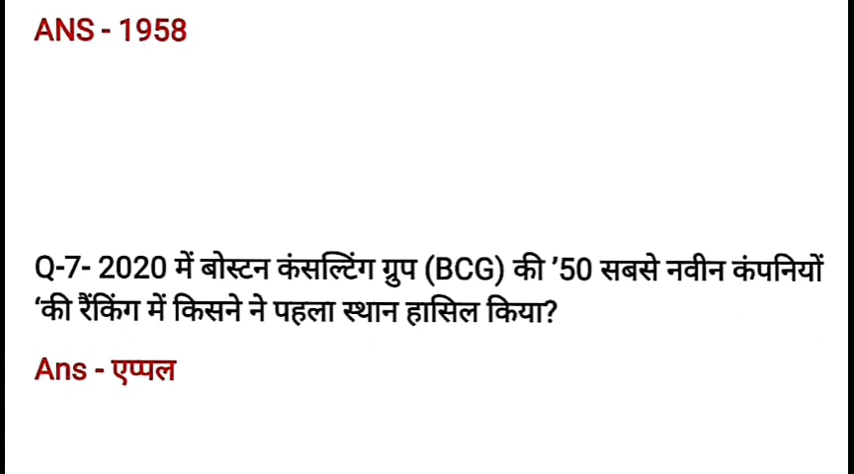 ANS - 1958
Q-7- 2020 में बोस्टन कंसल्टिंग ग्रुप (BCG) की ’50 सबसे नवीन कंपनियों
‘की रैंकिंग में किसने ने पहला स्थान हासिल किया?
Ans - एप्पल